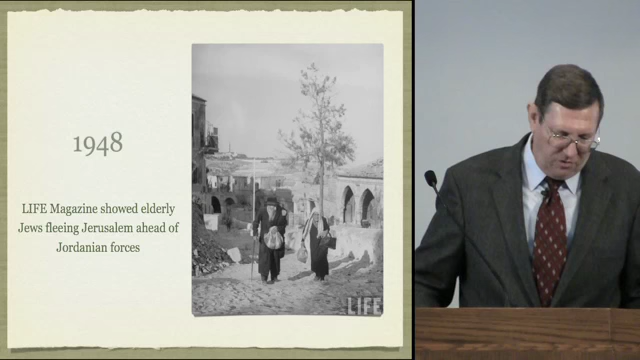 1948
LIFE Magazine showed elderly
Jews fleeing Jerusalem ahead of
Jordanian forces
LIFE